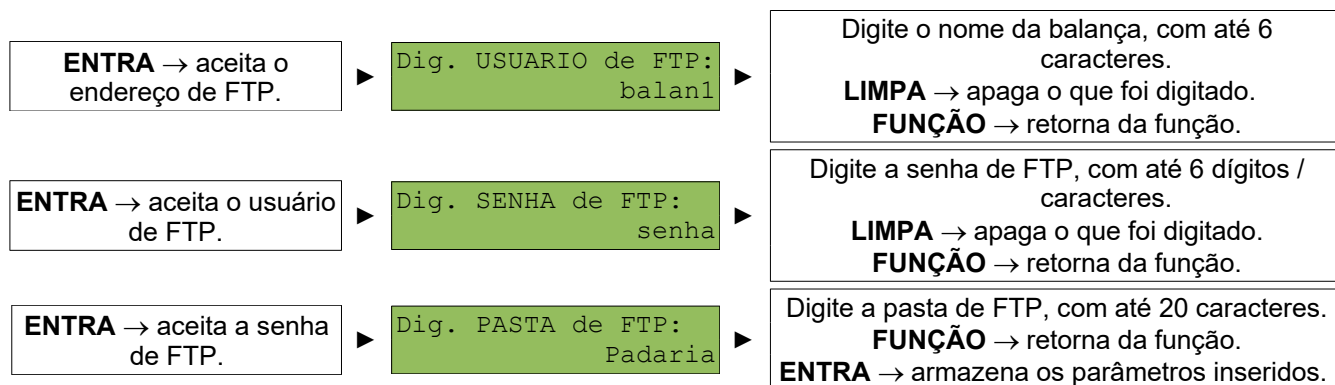 ENTRA → aceita o
endereço de FTP.
►
Dig. USUARIO de FTP:
balan1
►
Digite o nome da balança, com até 6
caracteres.
LIMPA → apaga o que foi digitado.
FUNÇÃO → retorna da função.
ENTRA → aceita o usuário
de FTP.
►
Dig. SENHA de FTP:
senha
►
Digite a senha de FTP, com até 6 dígitos /
caracteres.
LIMPA → apaga o que foi digitado.
FUNÇÃO → retorna da função.
ENTRA → aceita a senha
de FTP.
►
Dig. PASTA de FTP:
Padaria
►
Digite a pasta de FTP, com até 20 caracteres.
FUNÇÃO → retorna da função.
ENTRA → armazena os parâmetros inseridos.